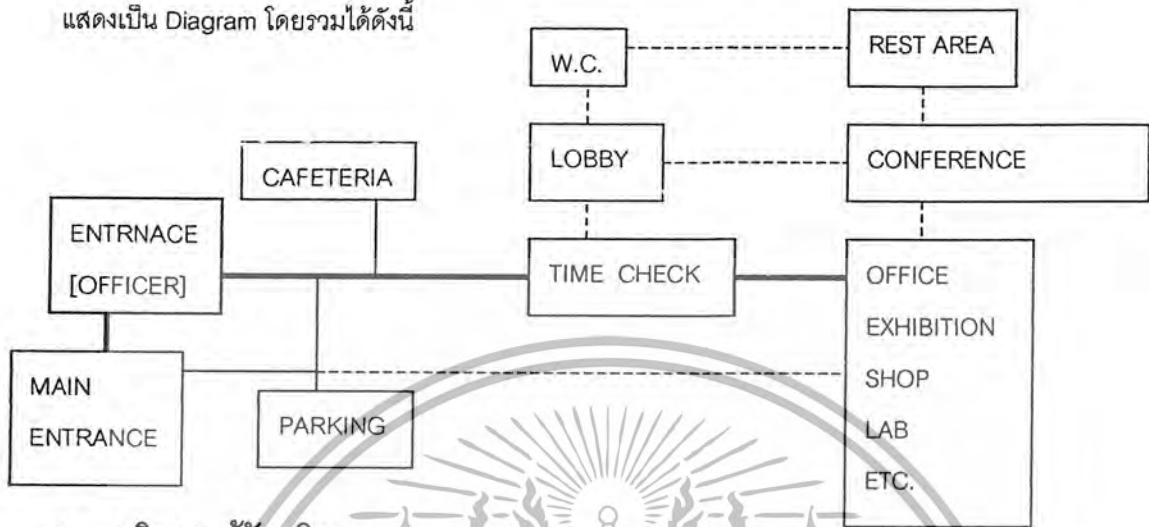 แสดงเป็น Diagram โดยรวมได้ดังนี้
W.C.
REST AREA
CAFETERIA
LOBBY
CONFERENCE
ENTRNACE
[OFFICER]
TIME CHECK
OFFICE
EXHIBITION
SHOP
LAB
ETC.
MAIN
ENTRANCE
PARKING